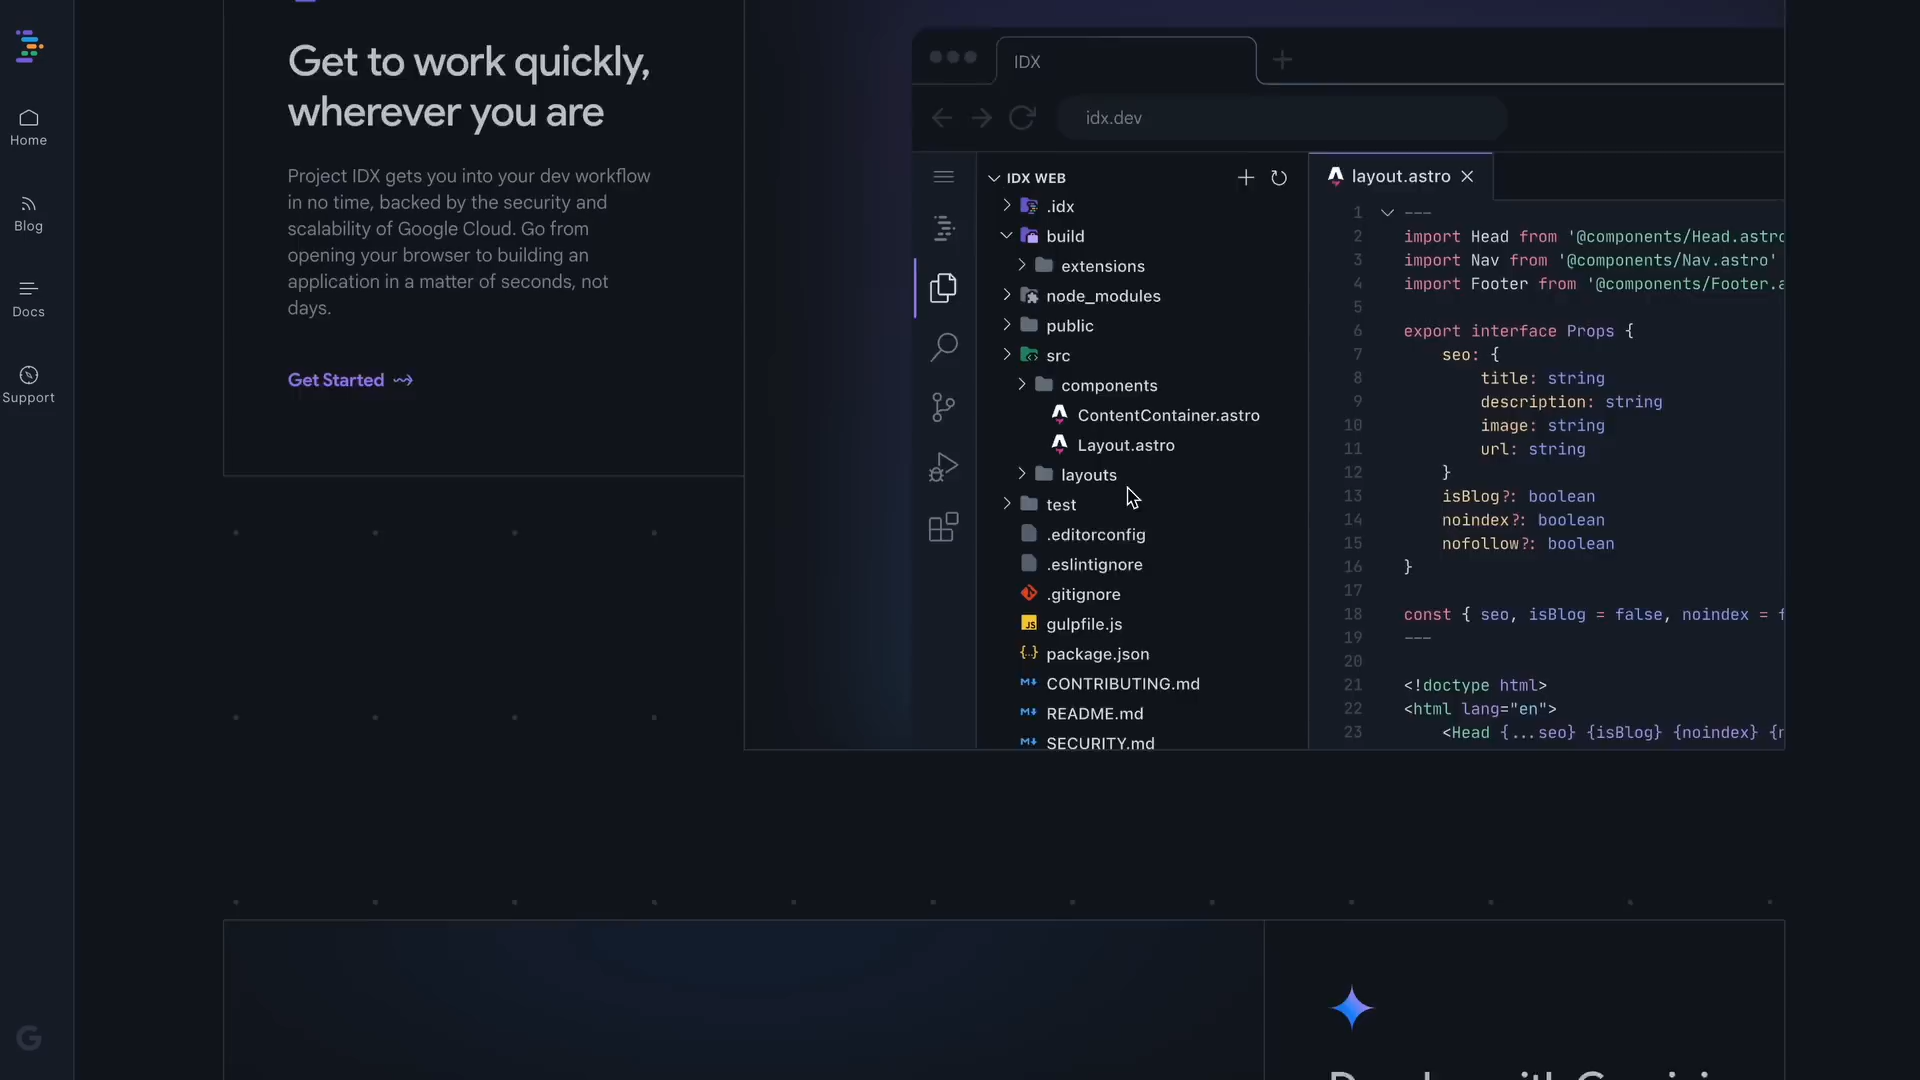 Home
Blog
Docs
Support
G
Get to work quickly,
wherever you are
Project IDX gets you into your dev workflow
in no time, backed by the security and
scalability of Google Cloud. Go from
opening your browser to building an
application in a matter of seconds, not
days.
Get Started
IDX
idx.dev
IDX WEB
.idx
build
extensions
node_modules
public
src
components
ContentContainer.astro
Layout.astro
layouts
test
.editorconfig
.eslintignore
.gitignore
JS gulpfile.js
{..} package.json
M CONTRIBUTING.md
M README.md
M SECURITY.md
layout.astro
1 ---
2 import Head from '@components/Head.astro
3 import Nav from '@components/Nav.astro'
4 import Footer from '@components/Footer.a
5
6 export interface Props {
7 seo: {
8 title: string
9 description: string
10 image: string
11 url: string
12 }
13 isBlog?: boolean
14 noindex?: boolean
15 nofollow?: boolean
16 }
17
18 const { seo, isBlog = false, noindex = f
19 ---
20
21 <!doctype html>
22 <html lang="en">
23 <Head {...seo} {isBlog} {noindex} {n